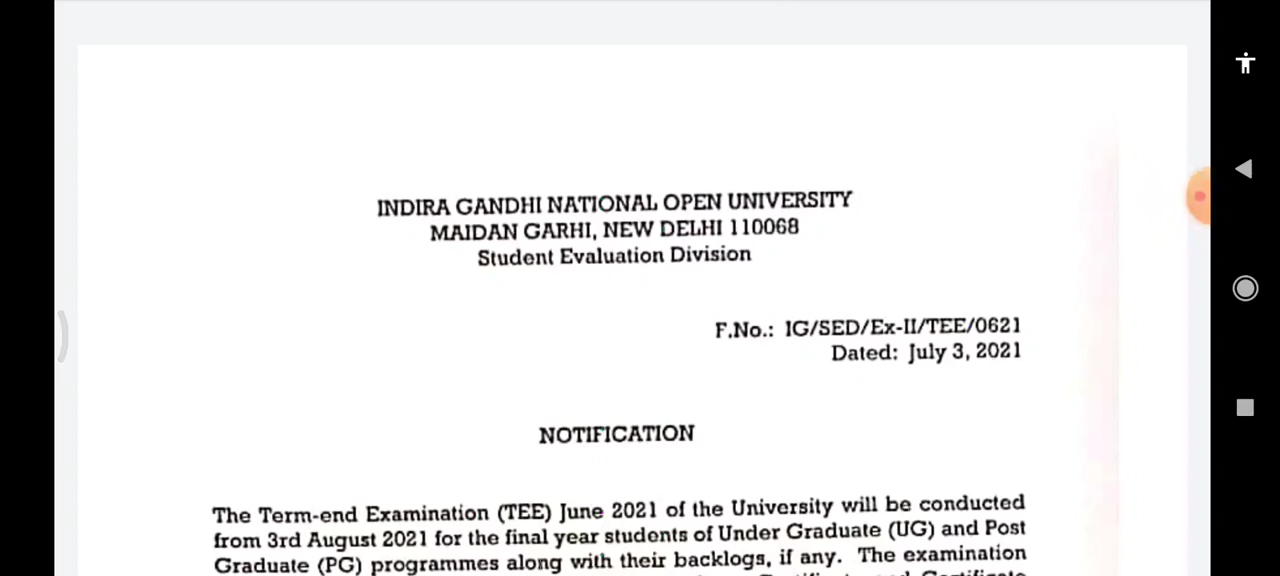 INDIRA GANDHI NATIONAL OPEN UNIVERSITY
MAIDAN GARHI, NEW DELHI 110068
Student Evaluation Division
F.No.: IG/SED/Ex-II/TEE/0621
Dated: July 3, 2021
NOTIFICATION
The Term-end Examination (TEE) June 2021 of the University will be conducted
from 3rd August 2021 for the final year students of Under Graduate (UG) and Post
Graduate (PG) programmes along with their backlogs, if any. The examination